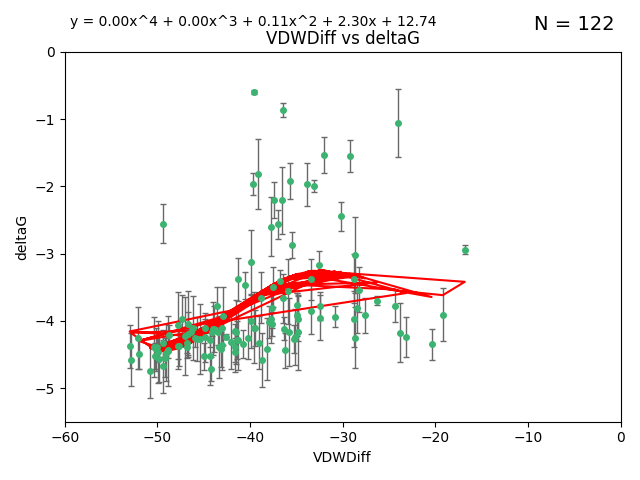 y = 0.00x^4 + 0.00x^3 + 0.11x^2 + 2.30x + 12.74
N = 122
VDWDiff vs deltaG
0
−1
−2
−3
−4
−5
deltaG
−60 −50 −40 −30 −20 −10 0
VDWDiff